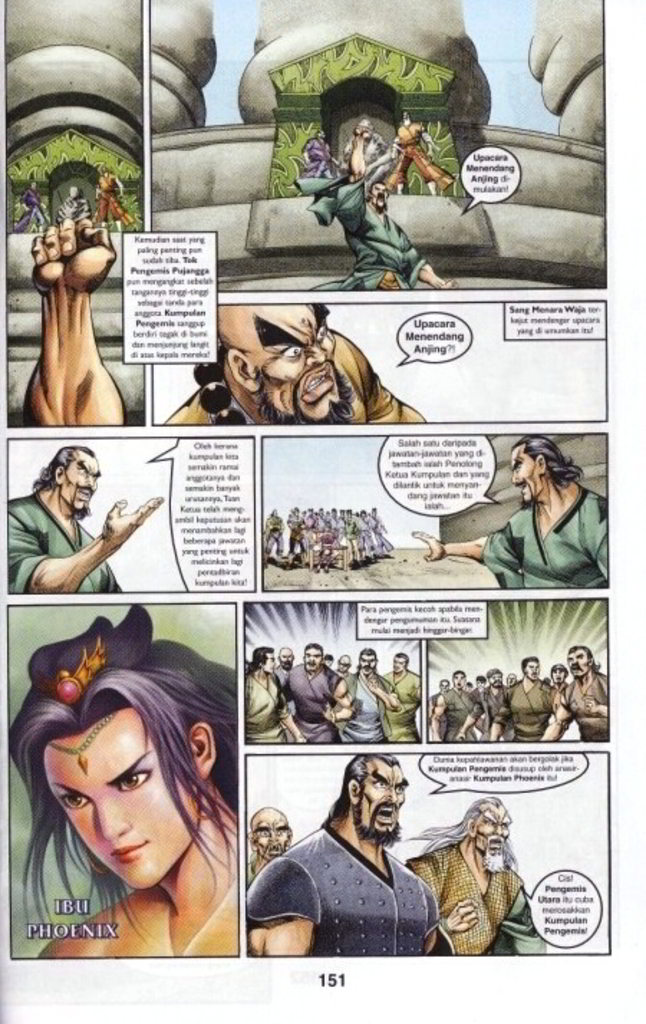 Upacara
Menendang
Anjing di-
mulakan!
Kemudian saat yang
paling penting pun
sudah tiba. Tok
Pengemis Pujangga
pun mengangkat sebelah
tangannya tinggi-tinggi
sebagai tanda para
anggota Kumpulan
Pengemis sanggup
berdiri tegak di bumi
dan menjunjung langit
di atas kepala mereka!
Upacara
Menendang
Anjing?!
Sang Menara Waja ter-
kejut mendengar upacara
yang di umumkan itu!
Oleh kerana
kumpulan kita
semakin ramai
anggotanya dan
semakin banyak
urusannya, Tuan
Ketua telah meng-
ambil keputusan akan
menambahkan lagi
beberapa jawatan
yang penting untuk
melicinkan lagi
pentadbiran
kumpulan kita!
Salah satu daripada
jawatan-jawatan yang di-
tambah ialah Penolong
Ketua Kumpulan dan yang
dilantik untuk menyan-
dang jawatan itu
ialah...
IBU
PHOENIX
Para pengemis kecoh apabila men-
dengar pengumuman itu. Suasana
mulai menjadi hinggar-bingar.
Dunia kepahlawanan akan bergolak jika
Kumpulan Pengemis disusup oleh anasir-
anasir Kumpulan Phoenix itu!
Cis!
Pengemis
Utara itu cuba
merosakkan
Kumpulan
Pengemis!
151